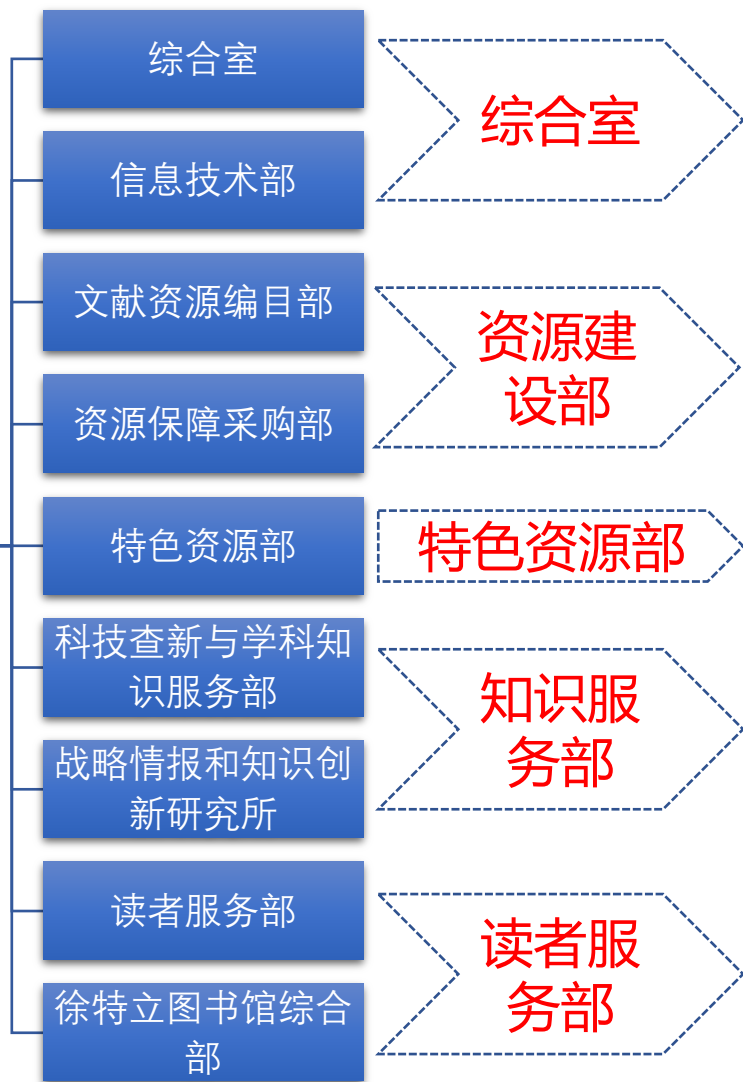 综合室
综合室
信息技术部
文献资源编目部
资源建
设部
资源保障采购部
特色资源部
特色资源部
科技查新与学科知
识服务部
知识服
务部
战略情报和知识创
新研究所
读者服务部
读者服
务部
徐特立图书馆综合
部